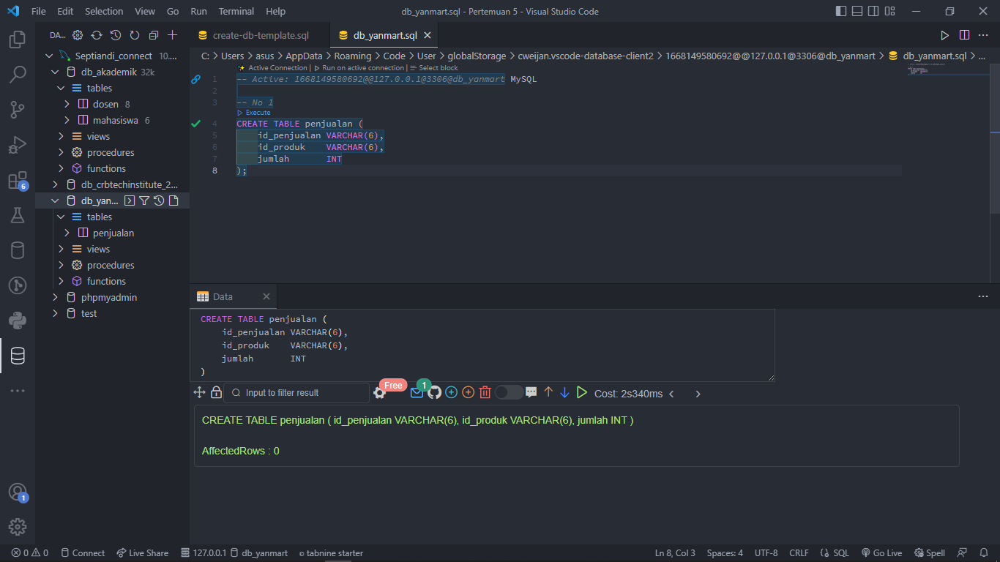 File Edit Selection View Go Run Terminal Help
db_yanmart.sql - Pertemuan 5 - Visual Studio Code
DA...
Septiandi_connect 10....
db_akademik 32k
tables
dosen 8
mahasiswa 6
views
procedures
functions
db_crbtechinstitute_2...
db_yan...
tables
penjualan
views
procedures
functions
phpmyadmin
test
6
1
create-db-template.sql
db_yanmart.sql
C: > Users > asus > AppData > Roaming > Code > User > globalStorage > cweijan.vscode-database-client2 > 1668149580692@@127.0.0.1@3306@db_yanmart > db_yanmart.sql > ...
Active Connection | Run on active connection | Select block
1 -- Active: 1668149580692@@127.0.0.1@3306@db_yanmart MySQL
2
3 -- No 1
Execute
4 CREATE TABLE penjualan (
5 id_penjualan VARCHAR(6),
6 id_produk VARCHAR(6),
7 jumlah INT
8 );
Data
CREATE TABLE penjualan (
id_penjualan VARCHAR(6),
id_produk VARCHAR(6),
jumlah INT
)
Input to filter result
Free
1
Cost: 2s340ms
CREATE TABLE penjualan ( id_penjualan VARCHAR(6), id_produk VARCHAR(6), jumlah INT )
AffectedRows : 0
0 0 Connect Live Share 127.0.0.1 db_yanmart tabnine starter
Ln 8, Col 3 Spaces: 4 UTF-8 CRLF SQL Go Live Spell